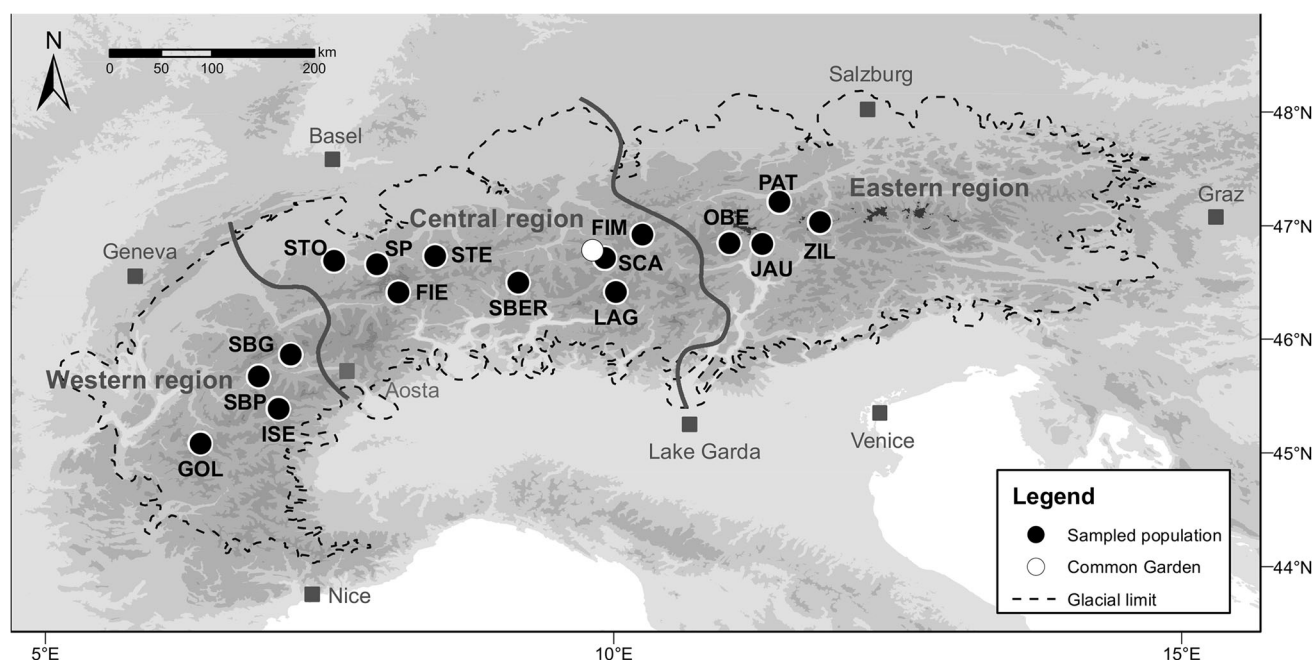 N
km
0 50 100 200
Salzburg
48°N
Basel
PAT
Eastern region
Graz
Central region
FIM
OBE
47°N
Geneva
STO
SP
STE
SCA
JAU
ZIL
FIE
SBER
LAG
46°N
SBG
Western region
Aosta
SBP
ISE
Venice
Lake Garda
GOL
45°N
Legend
Sampled population
Common Garden
Glacial limit
44°N
Nice
5°E
10°E
15°E